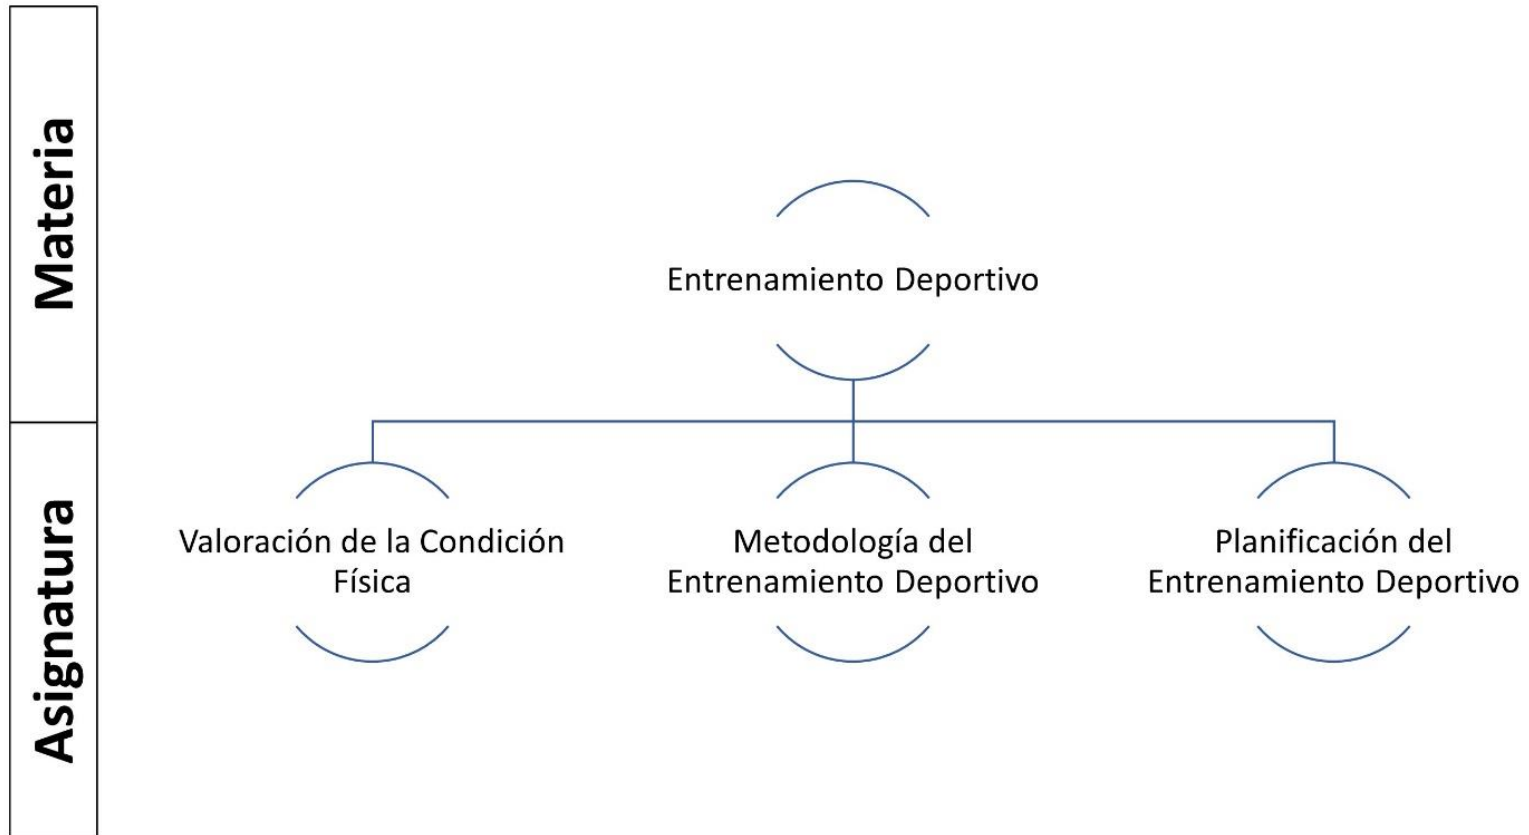 Materia
Entrenamiento Deportivo
Asignatura
Valoración de la Condición
Física
Metodología del
Entrenamiento Deportivo
Planificación del
Entrenamiento Deportivo